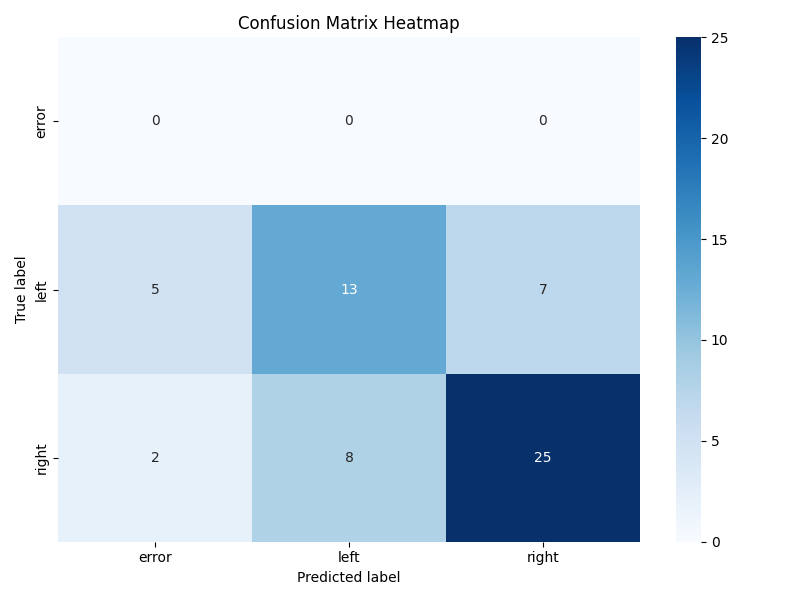 Confusion Matrix Heatmap
True label
error
0 0 0
left
5 13 7
right
2 8 25
error left right
Predicted label
25
20
15
10
5
0